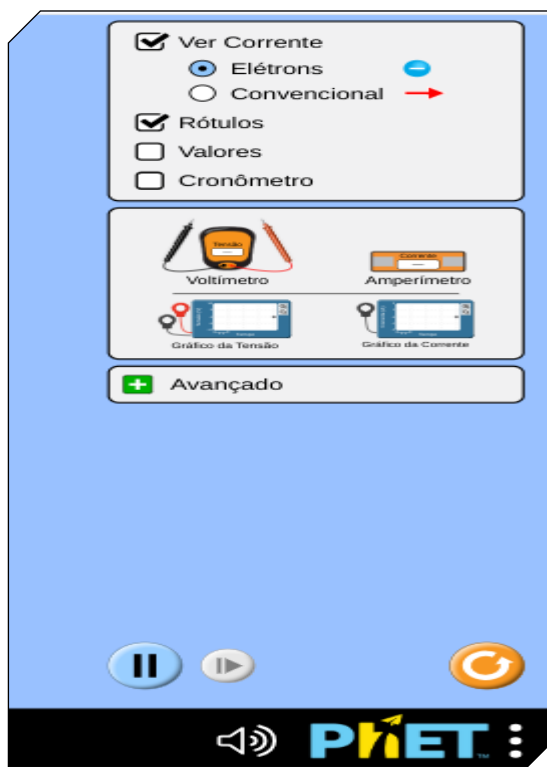 Ver Corrente
Elétrons
Convencional
Rótulos
Valores
Cronômetro
Tensão
Corrente
Voltímetro
Amperímetro
Gráfico da Tensão
Gráfico da Corrente
Avançado
PhET